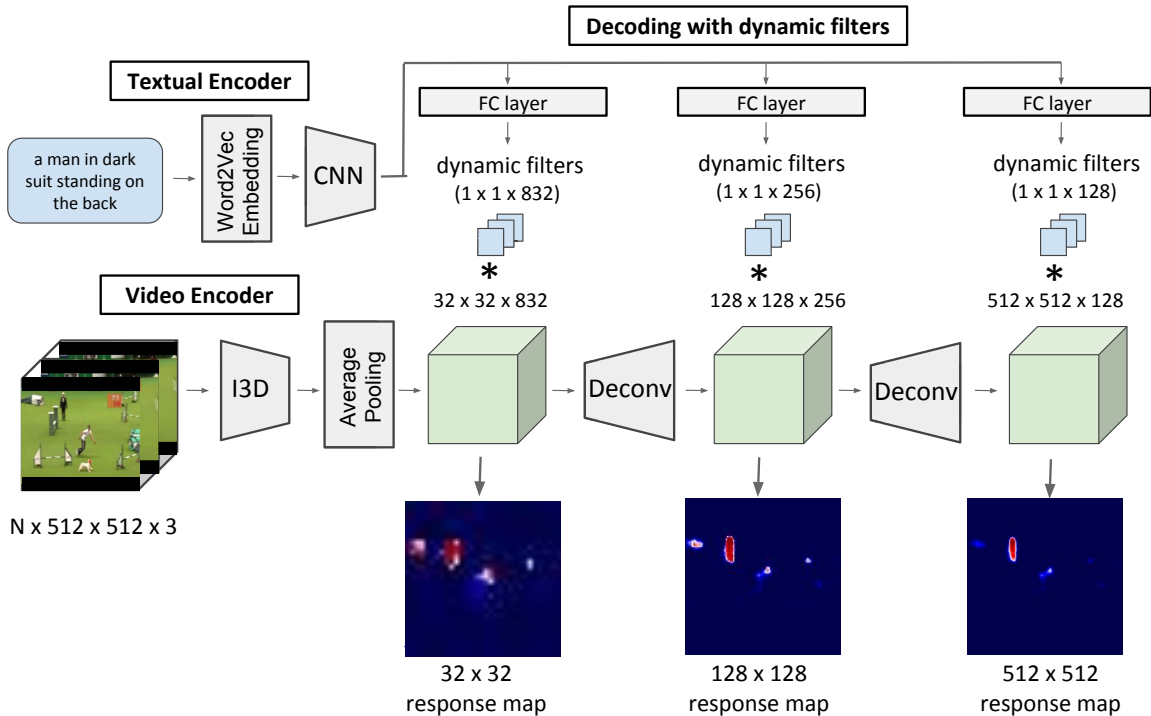 Decoding with dynamic filters
Textual Encoder
FC layer
FC layer
FC layer
a man in dark
suit standing on
the back
Word2Vec
Embedding
CNN
dynamic filters
(1 x 1 x 832)
dynamic filters
(1 x 1 x 256)
dynamic filters
(1 x 1 x 128)
*
*
*
Video Encoder
32 x 32 x 832
128 x 128 x 256
512 x 512 x 128
I3D
Average
Pooling
Deconv
Deconv
N x 512 x 512 x 3
32 x 32
response map
128 x 128
response map
512 x 512
response map